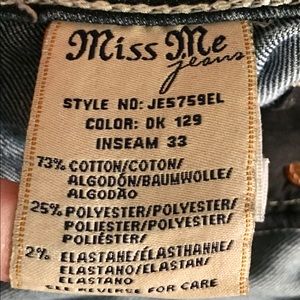 Miss Me
jeans
STYLE NO: JE5759EL
COLOR: DK 129
INSEAM 33
73% COTTON/COTON/
ALGODÓN/BAUMWOLLE/
ALGODÃO
25% POLYESTER/POLYESTER/
POLIÉSTER/POLYESTER/
POLIÉSTER/
2% ELASTANE/ÉLASTHANNE/
ELASTANO/ELASTAN/
ELASTANO
SEE REVERSE FOR CARE